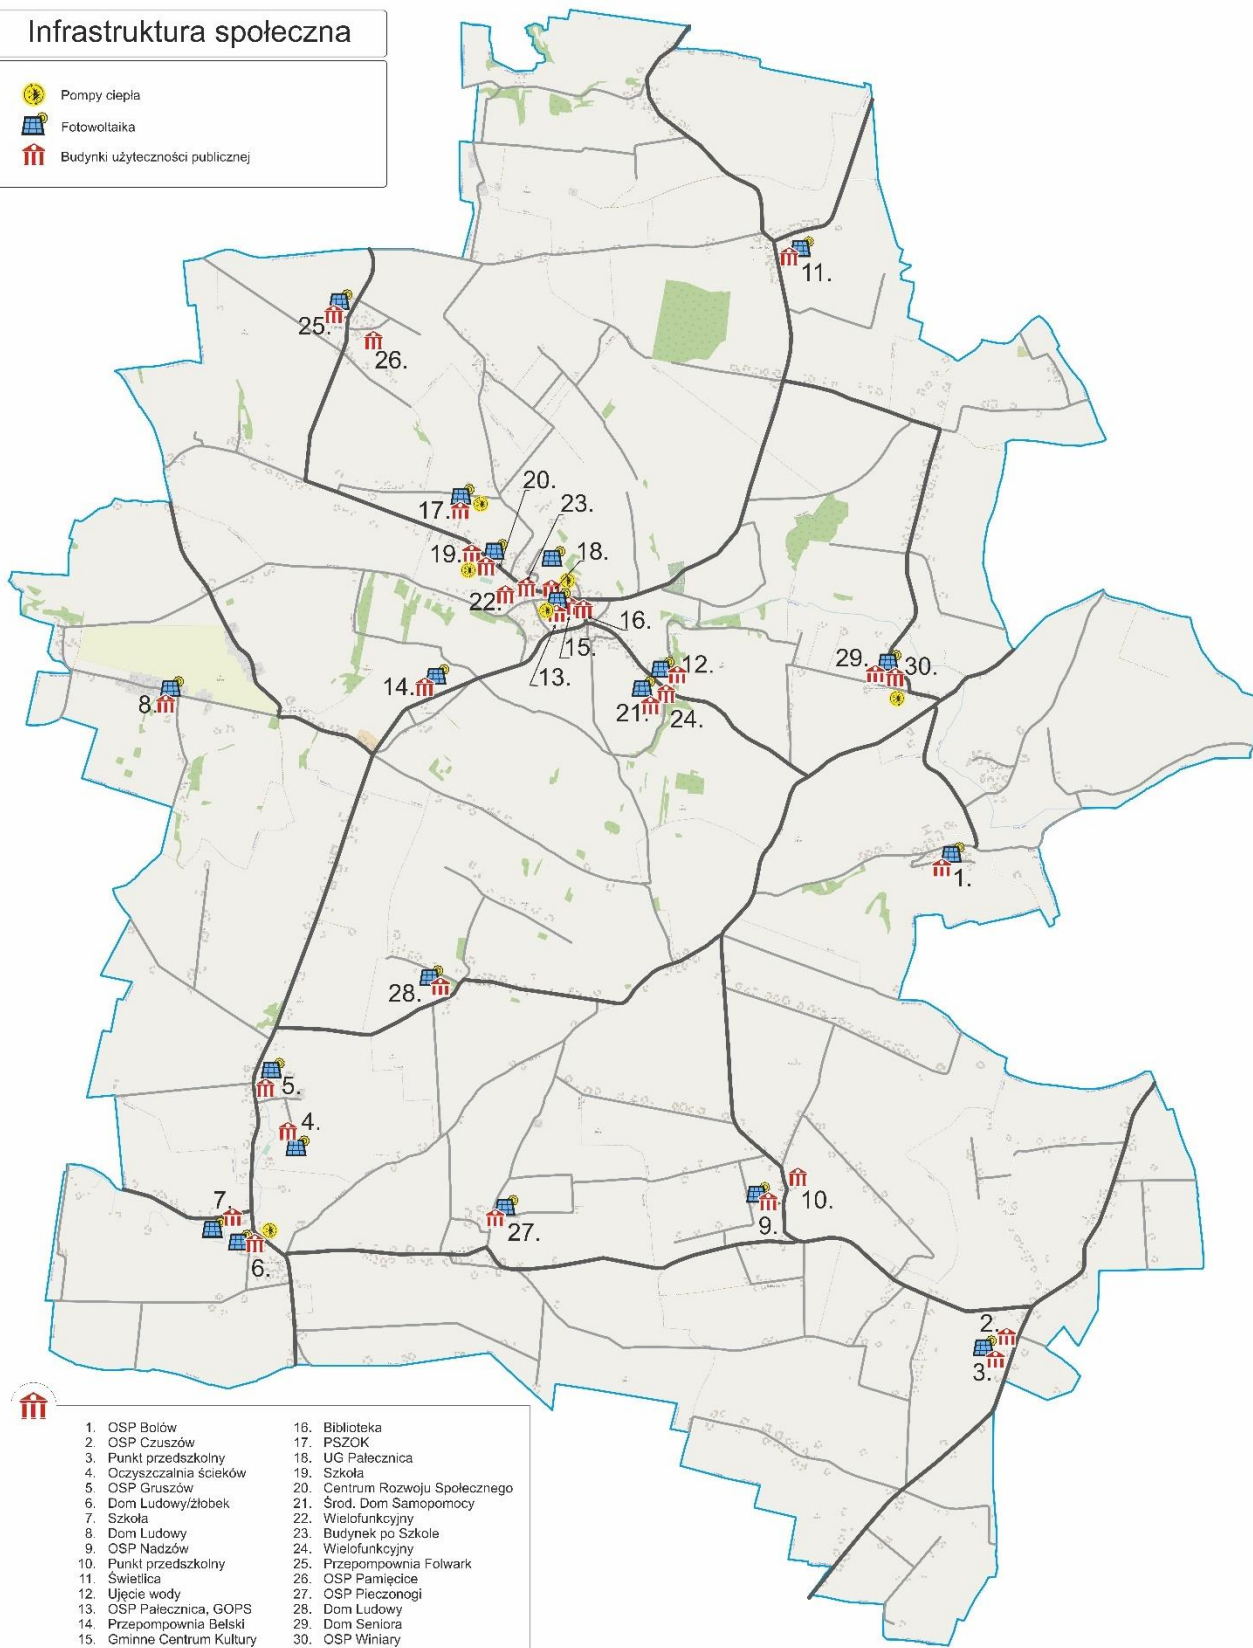 Infrastruktura społeczna
Pompy ciepła
Fotowoltaika
Budynki użyteczności publicznej
11.
25.
26.
20.
17.
23.
19.
18.
22.
16.
15.
13.
12.
14.
29.
30.
8.
21.
24.
1.
28.
5.
4.
7.
10.
9.
27.
6.
2.
3.
1. OSP Bolów
2. OSP Czuszów
3. Punkt przedszkolny
4. Oczyszczalnia ścieków
5. OSP Gruszów
6. Dom Ludowy/żłobek
7. Szkoła
8. Dom Ludowy
9. OSP Nadzów
10. Punkt przedszkolny
11. Świetlica
12. Ujęcie wody
13. OSP Pałecznica, GOPS
14. Przepompownia Belski
15. Gminne Centrum Kultury
16. Biblioteka
17. PSZOK
18. UG Pałecznica
19. Szkoła
20. Centrum Rozwoju Społecznego
21. Środ. Dom Samopomocy
22. Wielofunkcyjny
23. Budynek po Szkole
24. Wielofunkcyjny
25. Przepompownia Folwark
26. OSP Pamięcice
27. OSP Pieczonogi
28. Dom Ludowy
29. Dom Seniora
30. OSP Winiary